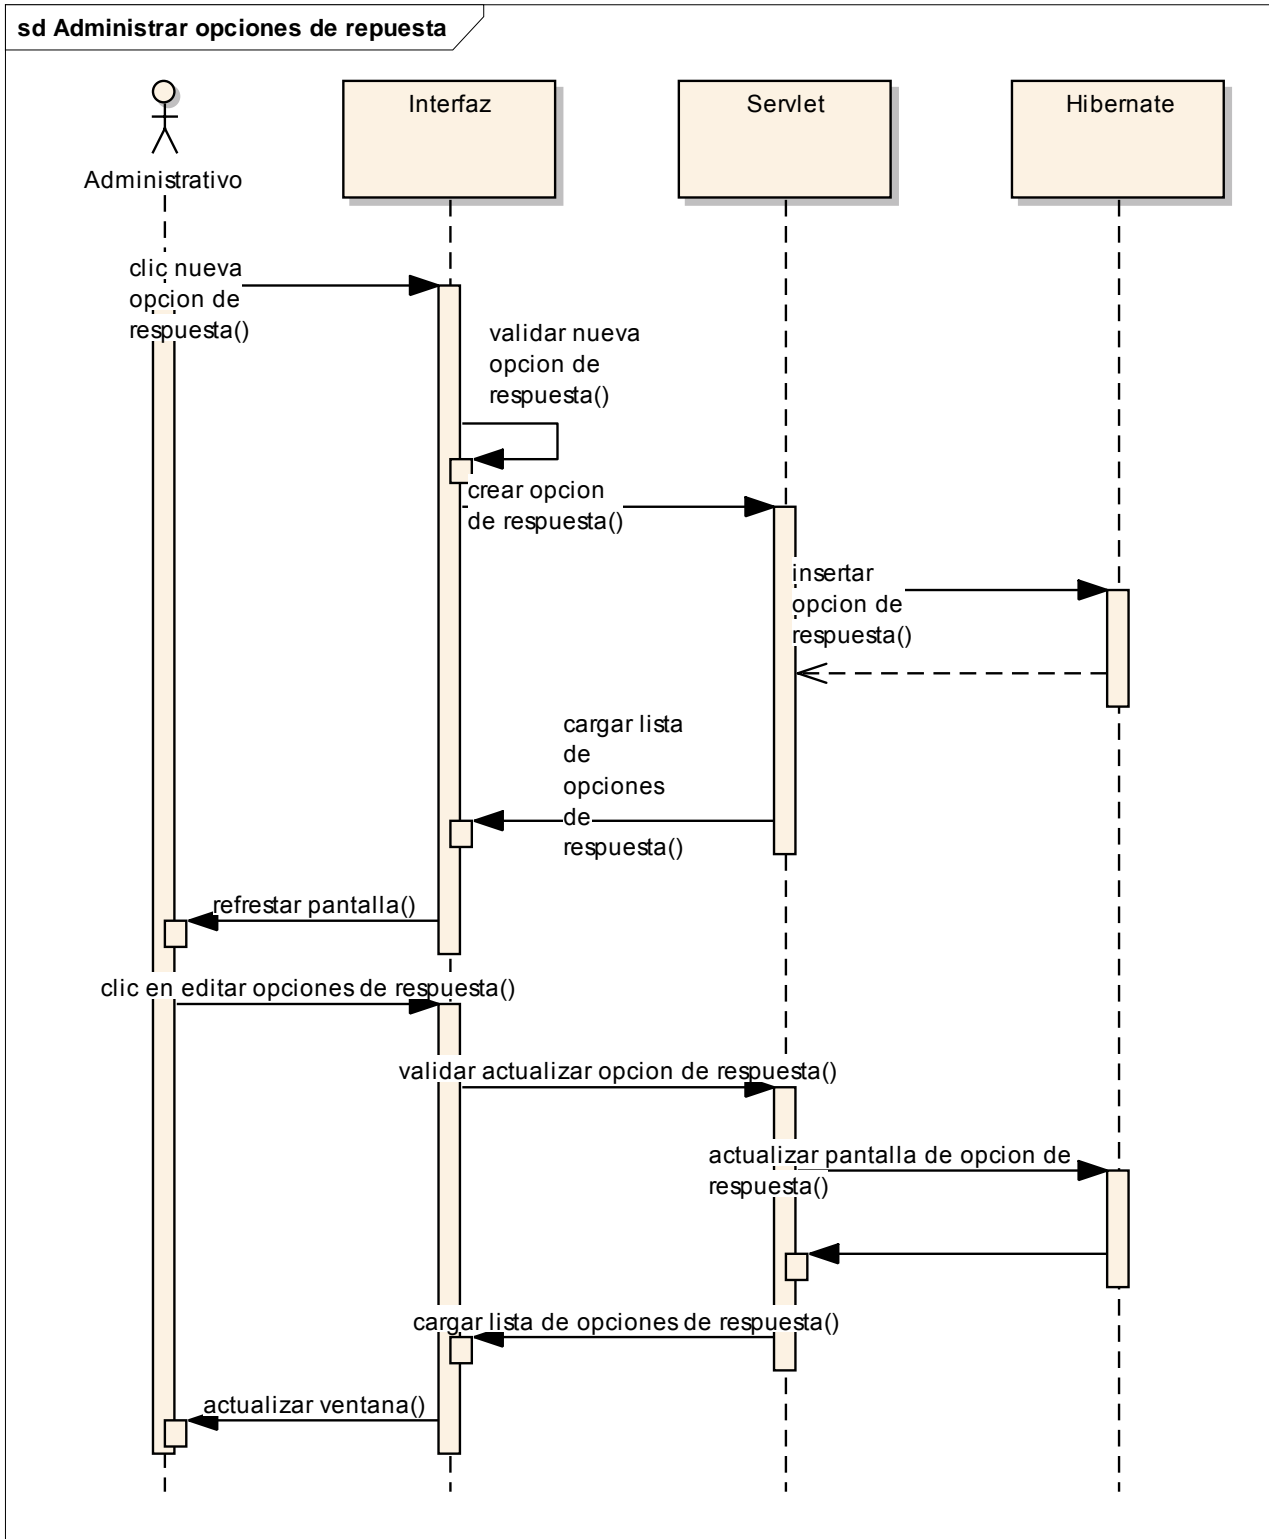 sd Administrar opciones de repuesta
Administrativo
Interfaz
Servlet
Hibernate
clic nueva
opcion de
respuesta()
validar nueva
opcion de
respuesta()
crear opcion
de respuesta()
insertar
opcion de
respuesta()
cargar lista
de
opciones
de
respuesta()
refrestar pantalla()
clic en editar opciones de respuesta()
validar actualizar opcion de respuesta()
actualizar pantalla de opcion de
respuesta()
cargar lista de opciones de respuesta()
actualizar ventana()